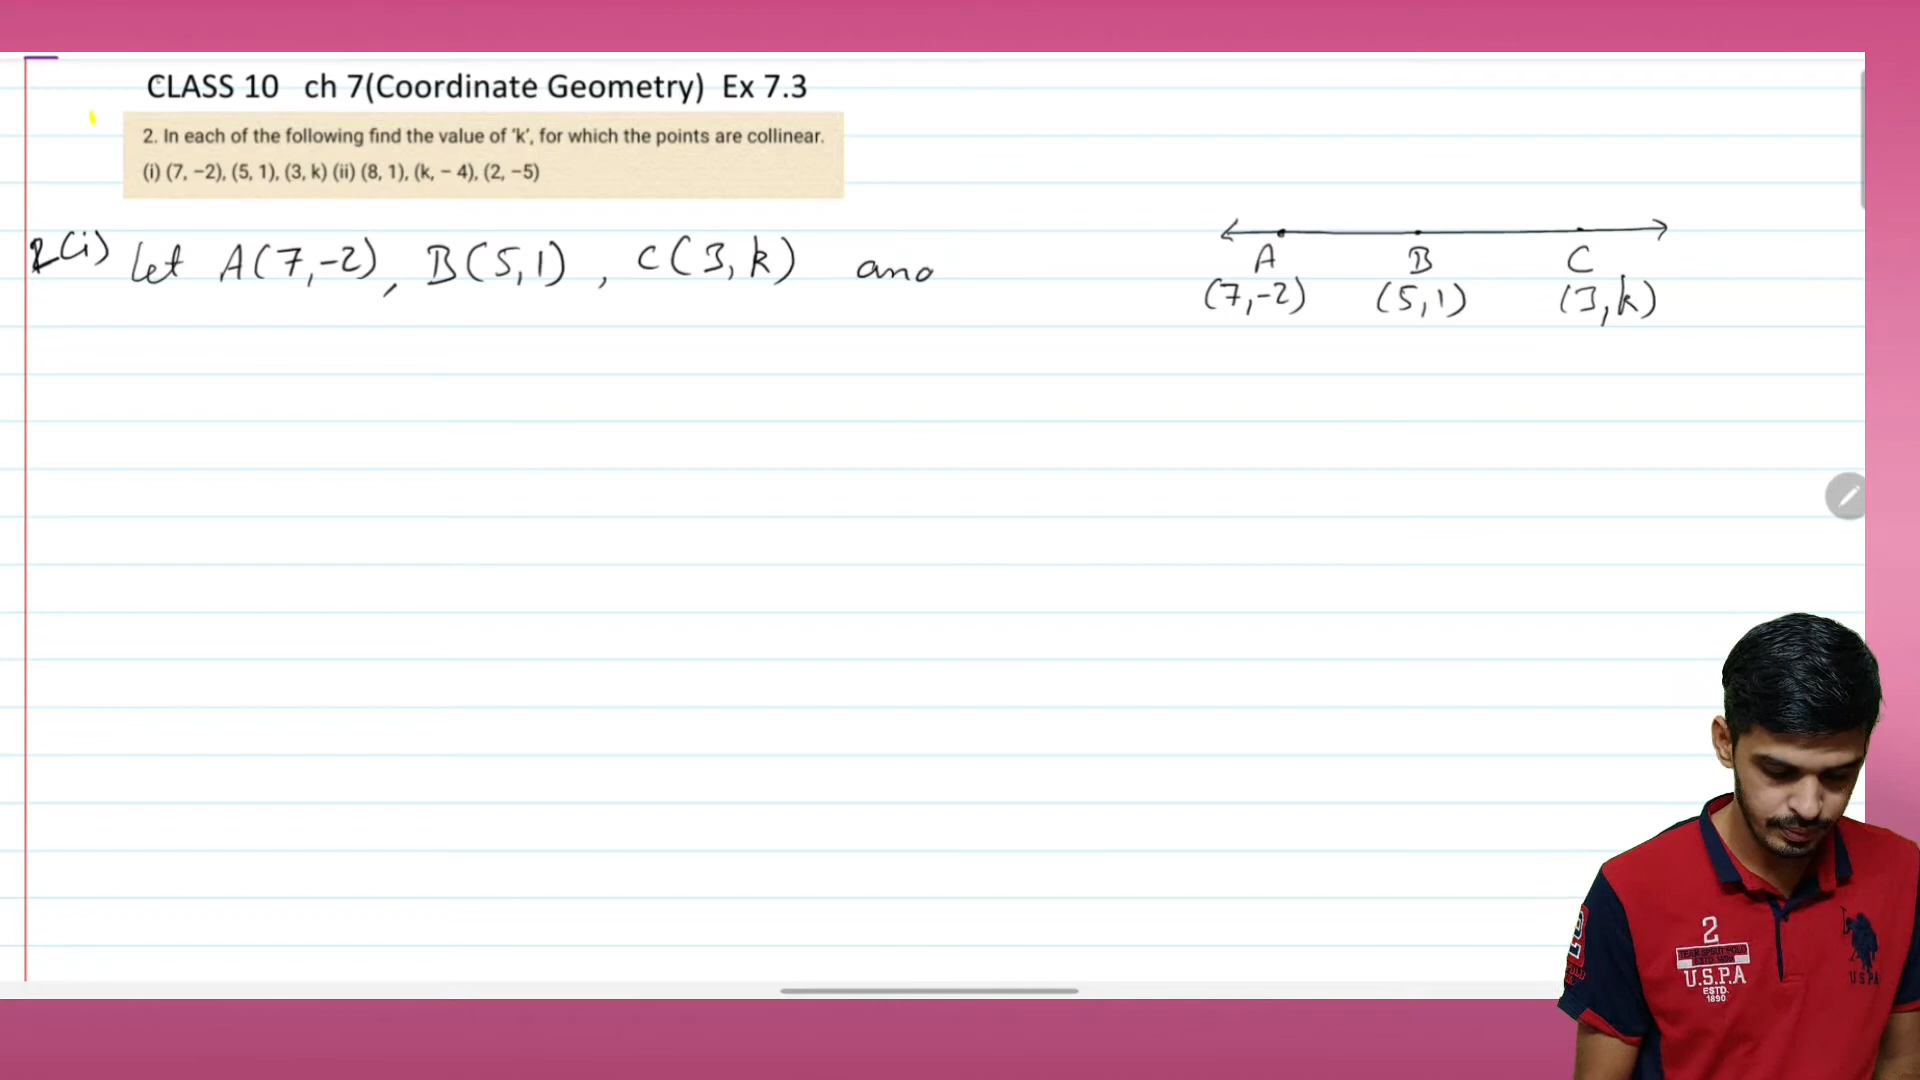 CLASS 10 ch 7(Coordinate Geometry) Ex 7.3
2. In each of the following find the value of ‘k’, for which the points are collinear.
(i) (7, −2), (5, 1), (3, k) (ii) (8, 1), (k, − 4), (2, −5)
2(i) Let A(7,-2), B(5,1), C(3,k) ano
A B C
(7,-2) (5,1) (3,k)
2
U.S.P.A
ESTD.
1890
U S PA